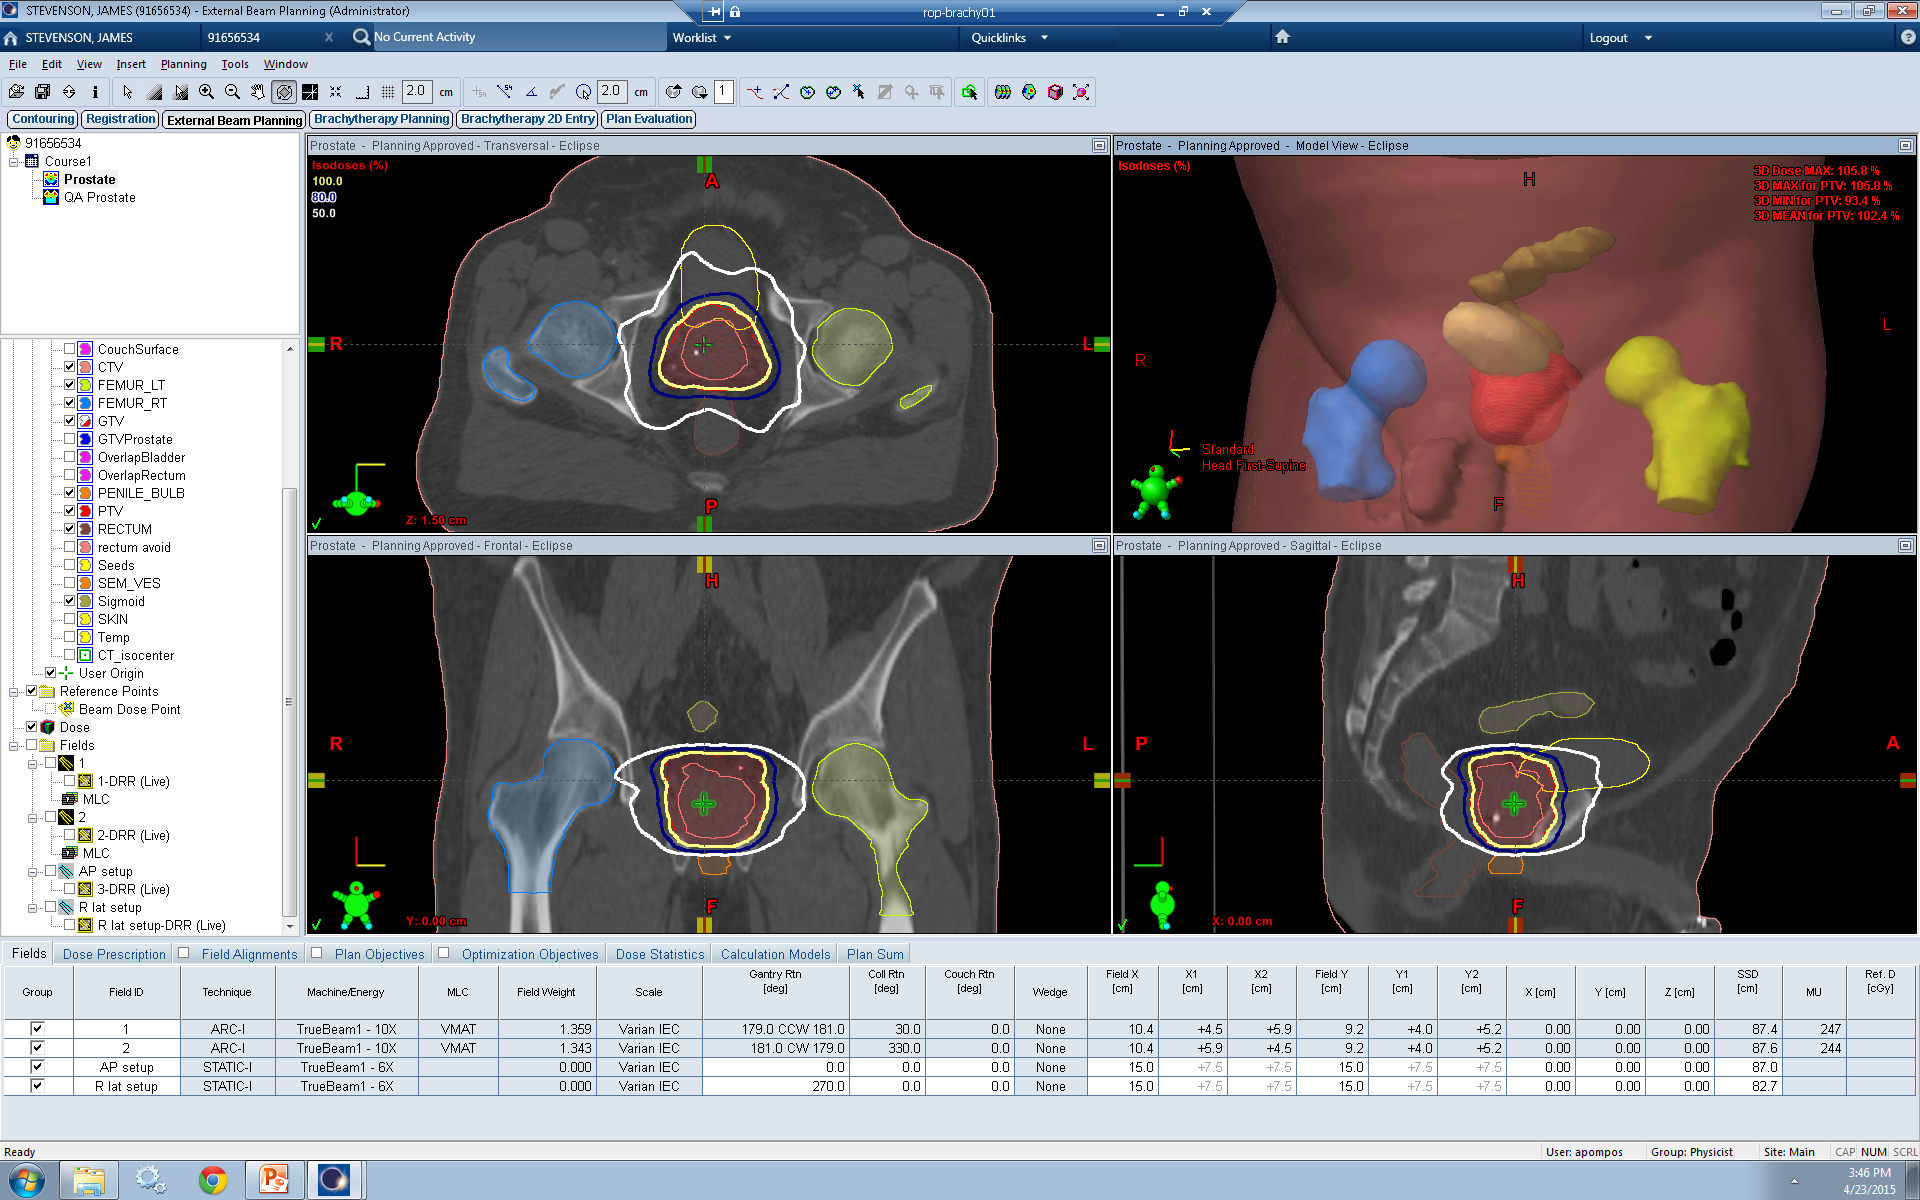 STEVENSON, JAMES (91656534) - External Beam Planning (Administrator)
rop-brachy01
STEVENSON, JAMES 91656534 X No Current Activity Worklist Quicklinks Logout ?
File Edit View Insert Planning Tools Window
2.0 cm 2.0 cm 1
Contouring Registration External Beam Planning Brachytherapy Planning Brachytherapy 2D Entry Plan Evaluation
91656534
Course1
Prostate
QA Prostate
CouchSurface
CTV
FEMUR_LT
FEMUR_RT
GTV
GTVProstate
OverlapBladder
OverlapRectum
PENILE_BULB
PTV
RECTUM
rectum avoid
Seeds
SEM_VES
Sigmoid
SKIN
Temp
CT_isocenter
User Origin
Reference Points
Beam Dose Point
Dose
Fields
1
1-DRR (Live)
MLC
2
2-DRR (Live)
MLC
AP setup
3-DRR (Live)
R lat setup
R lat setup-DRR (Live)
Prostate - Planning Approved - Transversal - Eclipse
Isodoses (%)
100.0
80.0
50.0
A
R
L
P
Z: 1.50 cm
Prostate - Planning Approved - Model View - Eclipse
Isodoses (%)
3D Dose MAX: 105.8 %
3D MAX for PTV: 105.8 %
3D MIN for PTV: 93.4 %
3D MEAN for PTV: 102.4 %
H
L
R
Standard
Head First-Supine
F
Prostate - Planning Approved - Frontal - Eclipse
H
R
L
F
Y: 0.00 cm
Prostate - Planning Approved - Sagittal - Eclipse
H
P
A
F
X: 0.00 cm
Fields Dose Prescription Field Alignments Plan Objectives Optimization Objectives Dose Statistics Calculation Models Plan Sum
Group Field ID Technique Machine/Energy MLC Field Weight Scale Gantry Rtn [deg] Coll Rtn [deg] Couch Rtn [deg] Wedge Field X [cm] X1 [cm] X2 [cm] Field Y [cm] Y1 [cm] Y2 [cm] X [cm] Y [cm] Z [cm] SSD [cm] MU Ref. D [cGy]
1 ARC-I TrueBeam1 - 10X VMAT 1.359 Varian IEC 179.0 CCW 181.0 30.0 0.0 None 10.4 +4.5 +5.9 9.2 +4.0 +5.2 0.00 0.00 0.00 87.4 247
2 ARC-I TrueBeam1 - 10X VMAT 1.343 Varian IEC 181.0 CW 179.0 330.0 0.0 None 10.4 +5.9 +4.5 9.2 +4.0 +5.2 0.00 0.00 0.00 87.6 244
AP setup STATIC-I TrueBeam1 - 6X 0.000 Varian IEC 0.0 0.0 0.0 None 15.0 +7.5 +7.5 15.0 +7.5 +7.5 0.00 0.00 0.00 87.0
R lat setup STATIC-I TrueBeam1 - 6X 0.000 Varian IEC 270.0 0.0 0.0 None 15.0 +7.5 +7.5 15.0 +7.5 +7.5 0.00 0.00 0.00 82.7
Ready User: apompos Group: Physicist Site: Main CAP NUM SCRL
3:46 PM
4/23/2015